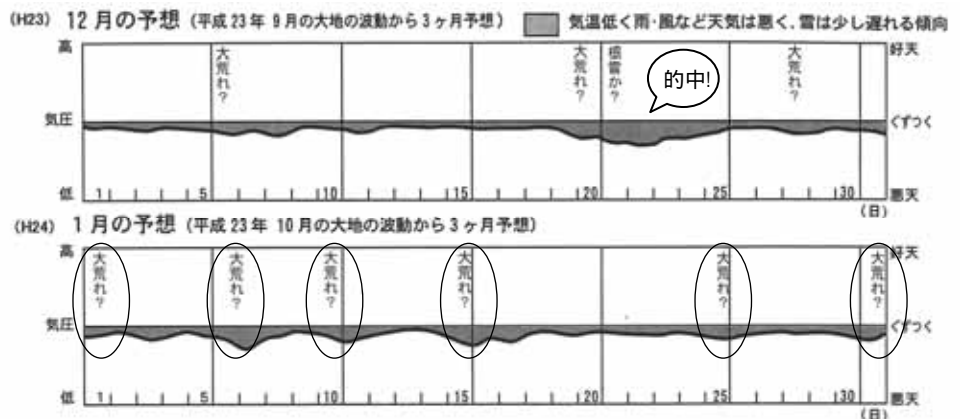 (H23) 12月の予想 (平成23年 9月の大地の波動から3ヶ月予想) 気温低く雨・風など天気は悪く、雪は少し遅れる傾向
高
気圧
低
大荒れ?
大荒れ?
根雪か?
的中!
大荒れ?
好天
ぐずつく
悪天
1 5 10 15 20 25 30
(日)
(H24) 1月の予想 (平成23年 10月の大地の波動から3ヶ月予想)
高
気圧
低
大荒れ?
大荒れ?
大荒れ?
大荒れ?
大荒れ?
大荒れ?
好天
ぐずつく
悪天
1 5 10 15 20 25 30
(日)